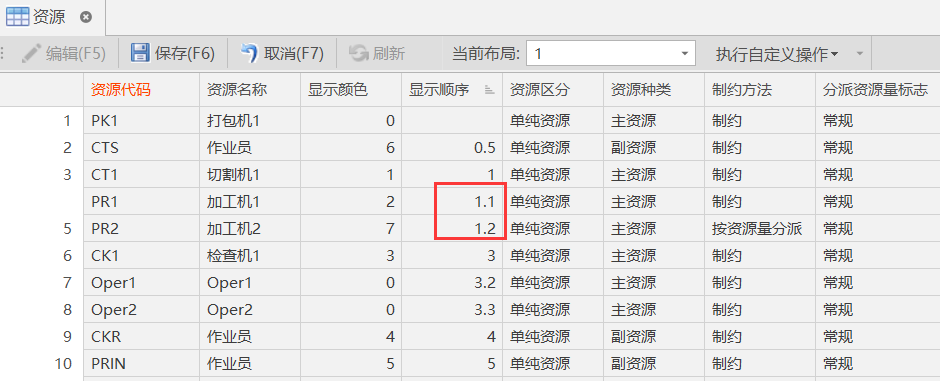 资源
编辑(F5) 保存(F6) 取消(F7) 刷新 当前布局: 1 执行自定义操作
资源代码 资源名称 显示颜色 显示顺序 资源区分 资源种类 制约方法 分派资源量标志
1 PK1 打包机1 0 单纯资源 主资源 制约 常规
2 CTS 作业员 6 0.5 单纯资源 副资源 制约 常规
3 CT1 切割机1 1 1 单纯资源 主资源 制约 常规
PR1 加工机1 2 1.1 单纯资源 主资源 制约 常规
5 PR2 加工机2 7 1.2 单纯资源 主资源 按资源量分派 常规
6 CK1 检查机1 3 3 单纯资源 主资源 制约 常规
7 Oper1 Oper1 0 3.2 单纯资源 主资源 制约 常规
8 Oper2 Oper2 0 3.3 单纯资源 主资源 制约 常规
9 CKR 作业员 4 4 单纯资源 副资源 制约 常规
10 PRIN 作业员 5 5 单纯资源 副资源 制约 常规